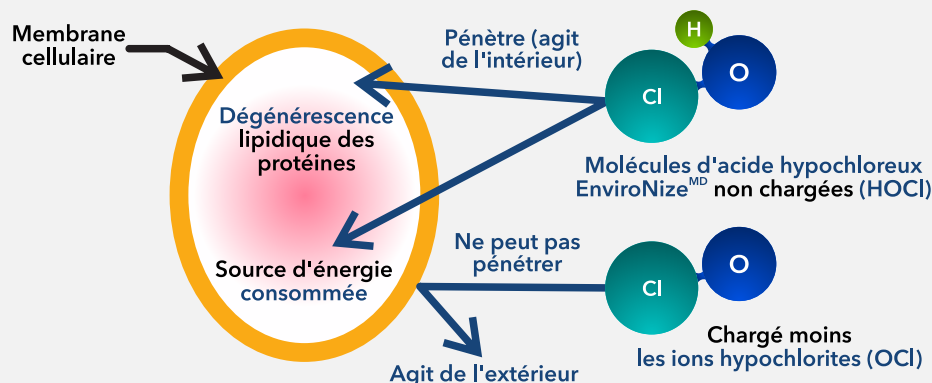 Membrane
cellulaire
Pénètre (agit
de l'intérieur)
H
Cl
O
Dégénérescence
lipidique des
protéines
Molécules d'acide hypochloreux
EnviroNizeᴹᴰ non chargées (HOCl)
Source d'énergie
consommée
Ne peut pas
pénétrer
Cl
O
Chargé moins
les ions hypochlorites (OCl)
Agit de l'extérieur